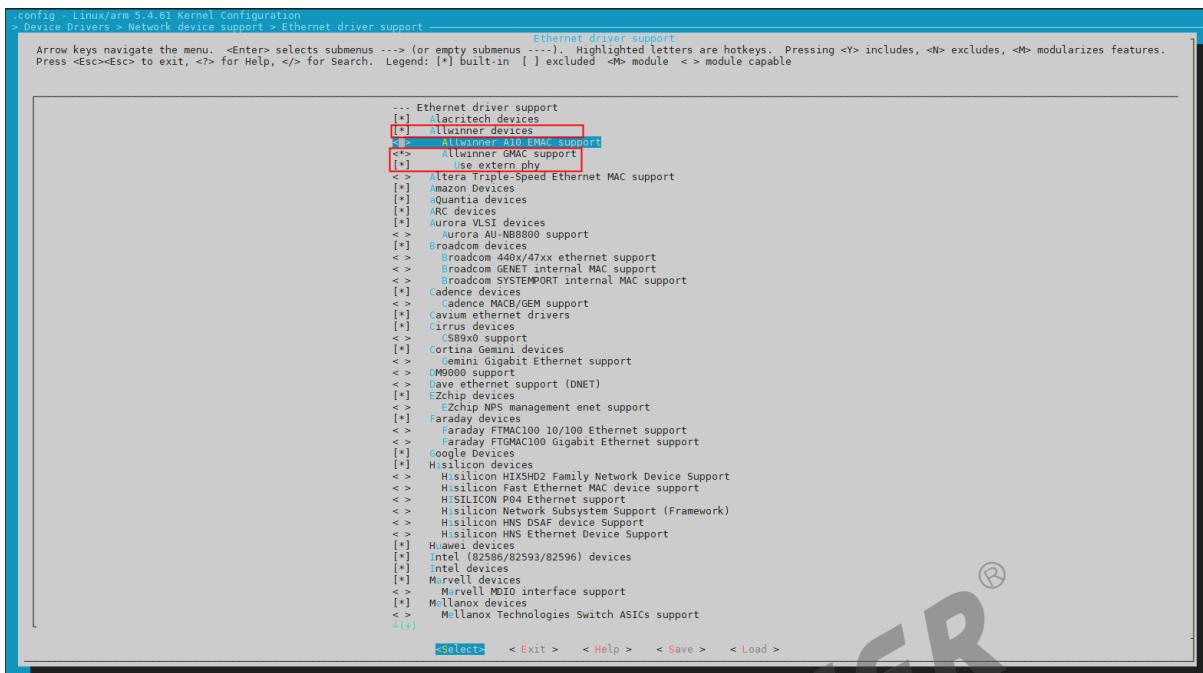 .config - Linux/arm 5.4.61 Kernel Configuration
> Device Drivers > Network device support > Ethernet driver support
Ethernet driver support
Arrow keys navigate the menu. <Enter> selects submenus ---> (or empty submenus ----). Highlighted letters are hotkeys. Pressing <Y> includes, <N> excludes, <M> modularizes features.
Press <Esc><Esc> to exit, <?> for Help, </> for Search. Legend: [*] built-in [ ] excluded <M> module < > module capable
--- Ethernet driver support
[*] Alacritech devices
[*] Allwinner devices
< > Allwinner A10 EMAC support
<*> Allwinner GMAC support
[*] Use extern phy
< > Altera Triple-Speed Ethernet MAC support
[*] Amazon Devices
[*] aQuantia devices
[*] ARC devices
[*] Aurora VLSI devices
< > Aurora AU-NB8800 support
[*] Broadcom devices
< > Broadcom 440x/47xx ethernet support
< > Broadcom GENET internal MAC support
< > Broadcom SYSTEMPORT internal MAC support
[*] Cadence devices
< > Cadence MACB/GEM support
[*] Cavium ethernet drivers
[*] Cirrus devices
< > CS89x0 support
[*] Cortina Gemini devices
< > Gemini Gigabit Ethernet support
< > DM9000 support
< > Dave ethernet support (DNET)
[*] EZchip devices
< > EZchip NPS management enet support
[*] Faraday devices
< > Faraday FTMAC100 10/100 Ethernet support
< > Faraday FTGMAC100 Gigabit Ethernet support
[*] Google Devices
[*] Hisilicon devices
< > Hisilicon HIX5HD2 Family Network Device Support
< > Hisilicon Fast Ethernet MAC device support
< > HISILICON P04 Ethernet support
< > Hisilicon Network Subsystem Support (Framework)
< > Hisilicon HNS DSAF device Support
< > Hisilicon HNS Ethernet Device Support
[*] Huawei devices
[*] Intel (82586/82593/82596) devices
[*] Intel devices
[*] Marvell devices
< > Marvell MDIO interface support
[*] Mellanox devices
< > Mellanox Technologies Switch ASICs support
┴(+)
<Select> < Exit > < Help > < Save > < Load >
ER®